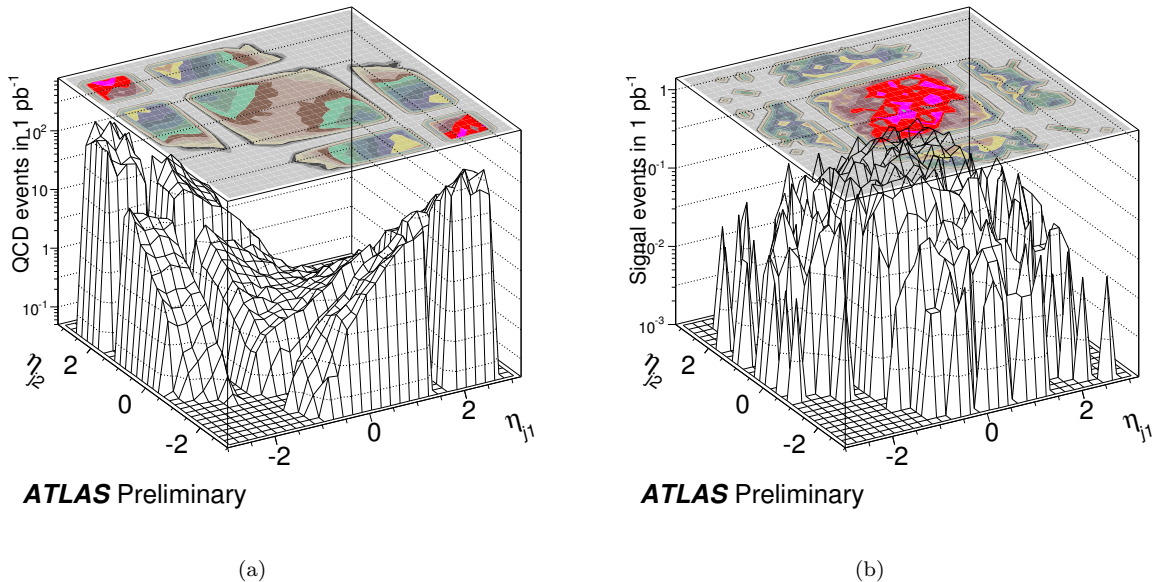 QCD events in 1 pb⁻¹
10²
10
1
10⁻¹
η_j2
2
0
-2
-2
0
2
η_j1
ATLAS Preliminary
(a)
Signal events in 1 pb⁻¹
1
10⁻¹
10⁻²
10⁻³
η_j2
2
0
-2
-2
0
2
η_j1
ATLAS Preliminary
(b)